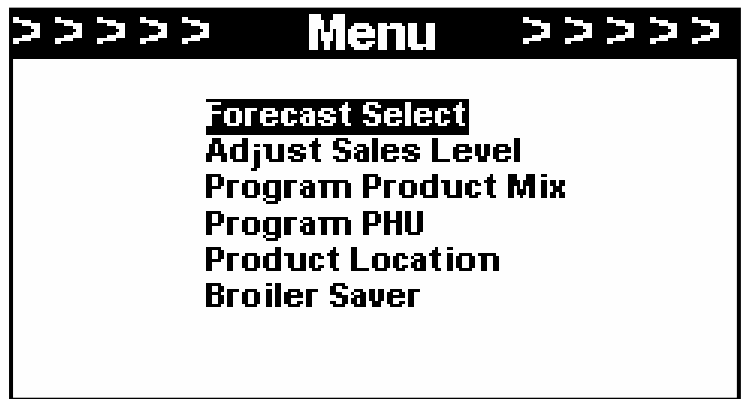 >>>>> Menu >>>>>
Forecast Select
Adjust Sales Level
Program Product Mix
Program PHU
Product Location
Broiler Saver